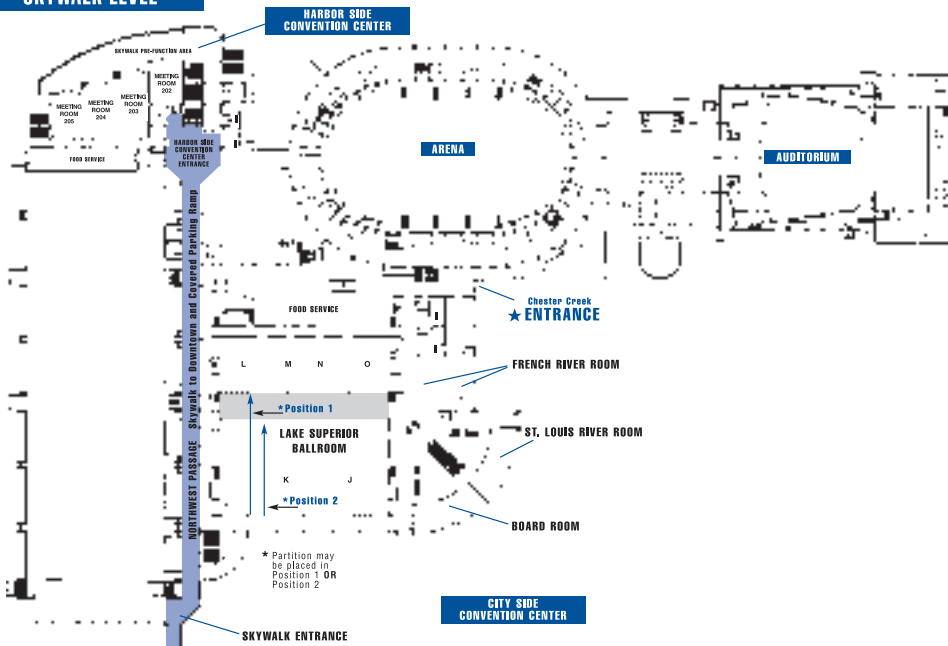 SKYWALK LEVEL
HARBOR SIDE
CONVENTION CENTER
SKYWALK PRE-FUNCTION AREA
MEETING
ROOM
202
MEETING
ROOM
203
MEETING
ROOM
204
MEETING
ROOM
205
FOOD SERVICE
HARBOR SIDE
CONVENTION
CENTER
ENTRANCE
ARENA
AUDITORIUM
NORTHWEST PASSAGE Skywalk to Downtown and Covered Parking Ramp
FOOD SERVICE
Chester Creek
★ ENTRANCE
L M N O
FRENCH RIVER ROOM
*Position 1
LAKE SUPERIOR
BALLROOM
ST. LOUIS RIVER ROOM
K J
*Position 2
BOARD ROOM
* Partition may
be placed in
Position 1 OR
Position 2
CITY SIDE
CONVENTION CENTER
SKYWALK ENTRANCE